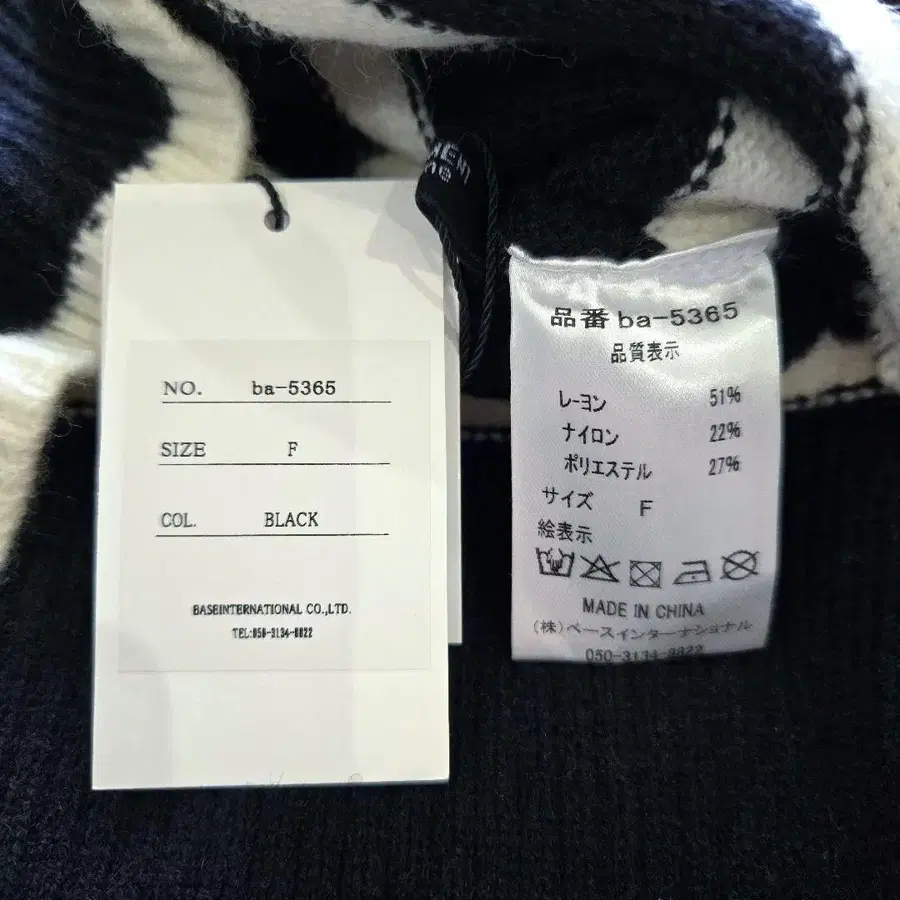 NO. ba-5365
SIZE F
COL. BLACK
BASEINTERNATIONAL CO.,LTD.
TEL:050-3134-8822
品番 ba-5365
品質表示
レーヨン 51%
ナイロン 22%
ポリエステル 27%
サイズ F
絵表示
MADE IN CHINA
(株)ベースインターナショナル
050-3134-8822